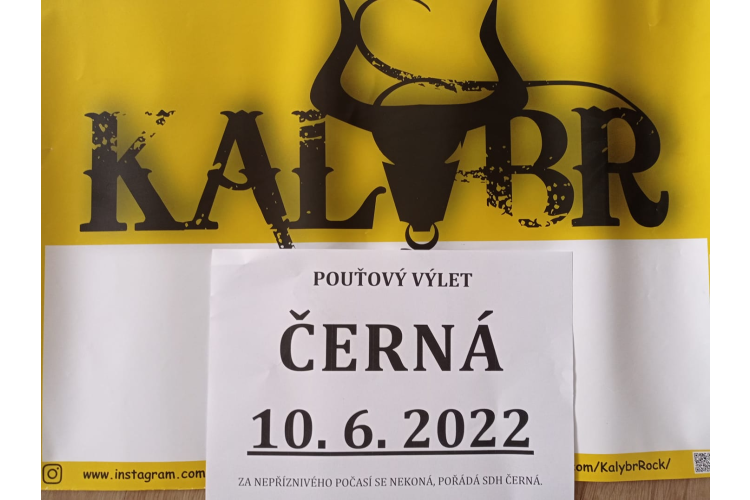 KALYBR
POUŤOVÝ VÝLET
ČERNÁ
10. 6. 2022
ZA NEPŘÍZNIVÉHO POČASÍ SE NEKONÁ, POŘÁDÁ SDH ČERNÁ.
www.instagram.com
com/KalybrRock/